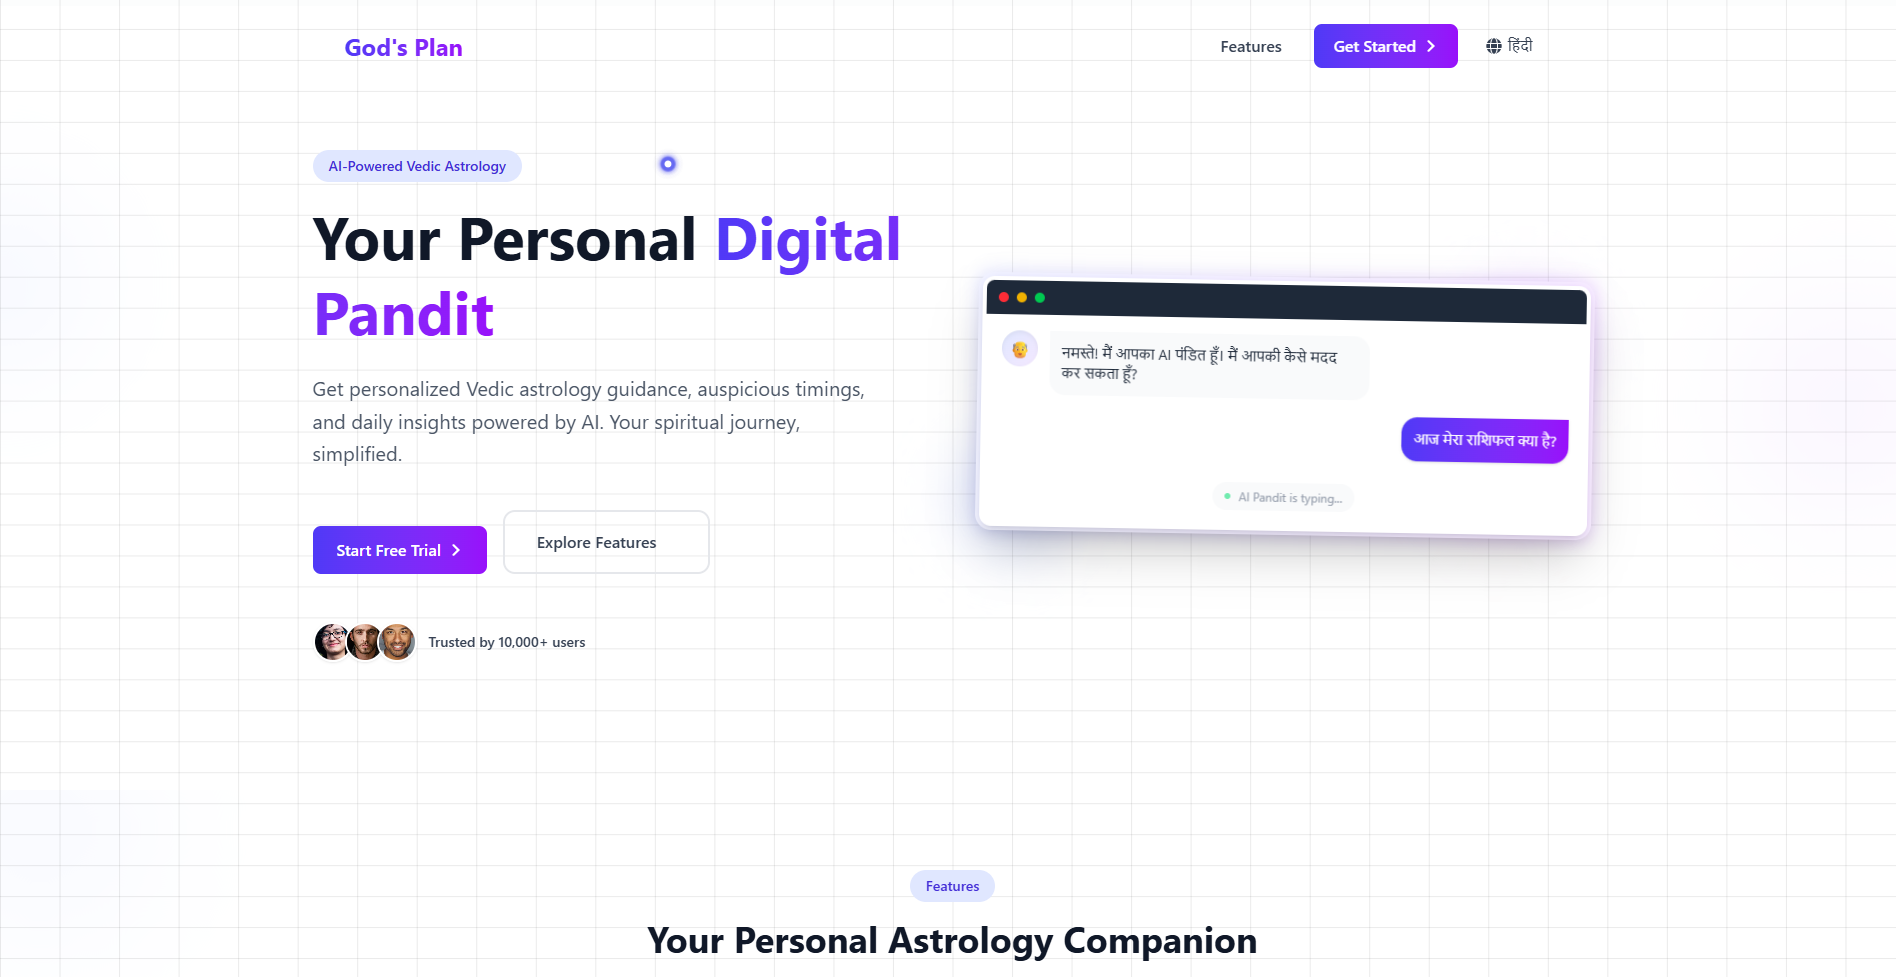 God's Plan
Features
Get Started
हिंदी
AI-Powered Vedic Astrology
Your Personal Digital
Pandit
Get personalized Vedic astrology guidance, auspicious timings,
and daily insights powered by AI. Your spiritual journey,
simplified.
Start Free Trial
Explore Features
Trusted by 10,000+ users
नमस्ते! मैं आपका AI पंडित हूँ। मैं आपकी कैसे मदद
कर सकता हूँ?
आज मेरा राशिफल क्या है?
AI Pandit is typing...
Features
Your Personal Astrology Companion